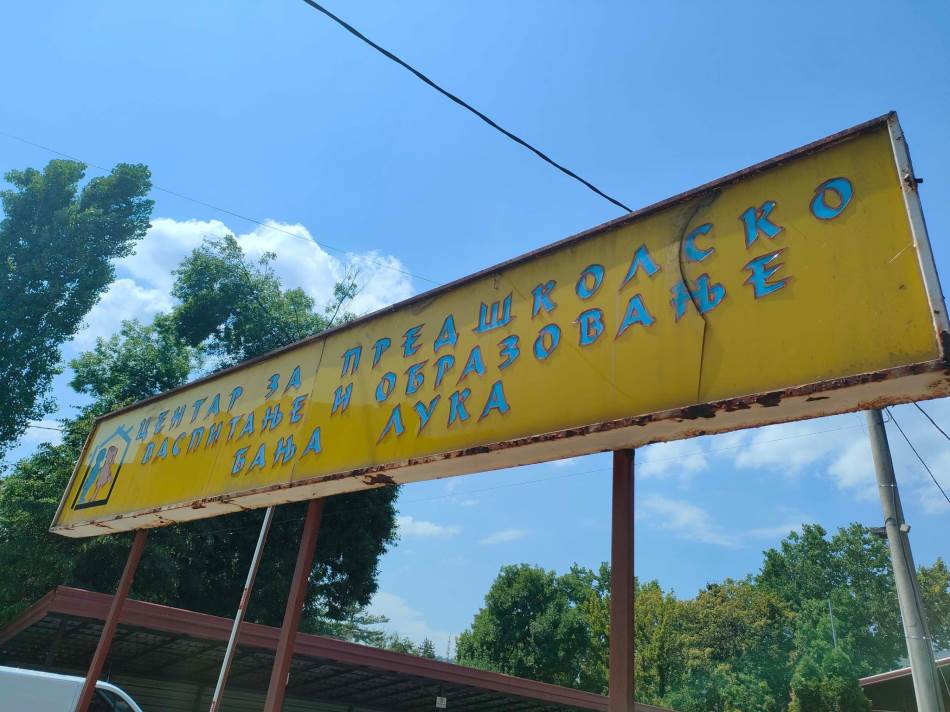 ЦЕНТАР ЗА ПРЕДШКОЛСКО
ВАСПИТАЊЕ И ОБРАЗОВАЊЕ
БАЊА ЛУКА